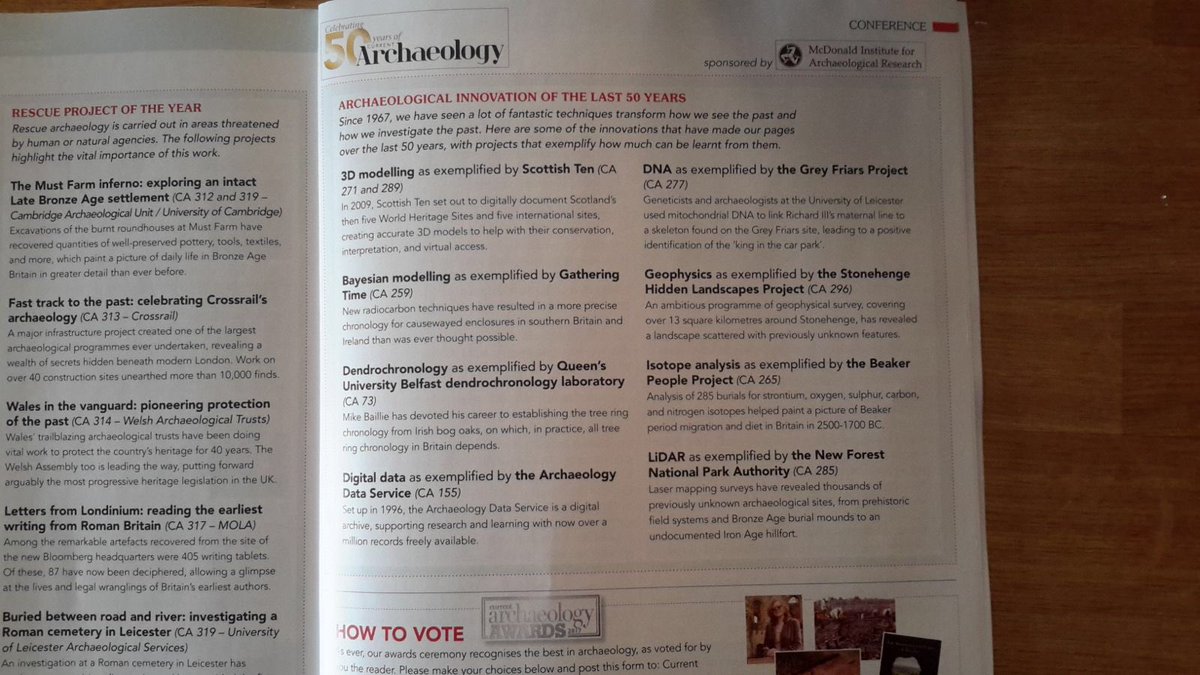 RESCUE PROJECT OF THE YEAR
Rescue archaeology is carried out in areas threatened
by human or natural agencies. The following projects
highlight the vital importance of this work.
The Must Farm inferno: exploring an intact
Late Bronze Age settlement (CA 312 and 319 –
Cambridge Archaeological Unit / University of Cambridge)
Excavations of the burnt roundhouses at Must Farm have
recovered quantities of well-preserved pottery, tools, textiles,
and more, which paint a picture of daily life in Bronze Age
Britain in greater detail than ever before.
Fast track to the past: celebrating Crossrail's
archaeology (CA 313 – Crossrail)
A major infrastructure project created one of the largest
archaeological programmes ever undertaken, revealing a
wealth of secrets hidden beneath modern London. Work on
over 40 construction sites unearthed more than 10,000 finds.
Wales in the vanguard: pioneering protection
of the past (CA 314 – Welsh Archaeological Trusts)
Wales' trailblazing archaeological trusts have been doing
vital work to protect the country's heritage for 40 years. The
Welsh Assembly too is leading the way, putting forward
arguably the most progressive heritage legislation in the UK.
Letters from Londinium: reading the earliest
writing from Roman Britain (CA 317 – MOLA)
Among the remarkable artefacts recovered from the site of
the new Bloomberg headquarters were 405 writing tablets.
Of these, 87 have now been deciphered, allowing a glimpse
at the lives and legal wranglings of Britain's earliest authors.
Buried between road and river: investigating a
Roman cemetery in Leicester (CA 319 – University
of Leicester Archaeological Services)
An investigation at a Roman cemetery in Leicester has
Celebrating
50 years of
CURRENT
Archaeology
CONFERENCE
sponsored by
McDonald Institute for
Archaeological Research
ARCHAEOLOGICAL INNOVATION OF THE LAST 50 YEARS
Since 1967, we have seen a lot of fantastic techniques transform how we see the past and
how we investigate the past. Here are some of the innovations that have made our pages
over the last 50 years, with projects that exemplify how much can be learnt from them.
3D modelling as exemplified by Scottish Ten (CA
271 and 289)
In 2009, Scottish Ten set out to digitally document Scotland's
then five World Heritage Sites and five international sites,
creating accurate 3D models to help with their conservation,
interpretation, and virtual access.
Bayesian modelling as exemplified by Gathering
Time (CA 259)
New radiocarbon techniques have resulted in a more precise
chronology for causewayed enclosures in southern Britain and
Ireland than was ever thought possible.
Dendrochronology as exemplified by Queen's
University Belfast dendrochronology laboratory
(CA 73)
Mike Baillie has devoted his career to establishing the tree ring
chronology from Irish bog oaks, on which, in practice, all tree
ring chronology in Britain depends.
Digital data as exemplified by the Archaeology
Data Service (CA 155)
Set up in 1996, the Archaeology Data Service is a digital
archive, supporting research and learning with now over a
million records freely available.
DNA as exemplified by the Grey Friars Project
(CA 277)
Geneticists and archaeologists at the University of Leicester
used mitochondrial DNA to link Richard III's maternal line to
a skeleton found on the Grey Friars site, leading to a positive
identification of the 'king in the car park'.
Geophysics as exemplified by the Stonehenge
Hidden Landscapes Project (CA 296)
An ambitious programme of geophysical survey, covering
over 13 square kilometres around Stonehenge, has revealed
a landscape scattered with previously unknown features.
Isotope analysis as exemplified by the Beaker
People Project (CA 265)
Analysis of 285 burials for strontium, oxygen, sulphur, carbon,
and nitrogen isotopes helped paint a picture of Beaker
period migration and diet in Britain in 2500-1700 BC.
LiDAR as exemplified by the New Forest
National Park Authority (CA 285)
Laser mapping surveys have revealed thousands of
previously unknown archaeological sites, from prehistoric
field systems and Bronze Age burial mounds to an
undocumented Iron Age hillfort.
HOW TO VOTE
current
archaeology
AWARDS
s ever, our awards ceremony recognises the best in archaeology, as voted for by
ou the reader. Please make your choices below and post this form to: Current